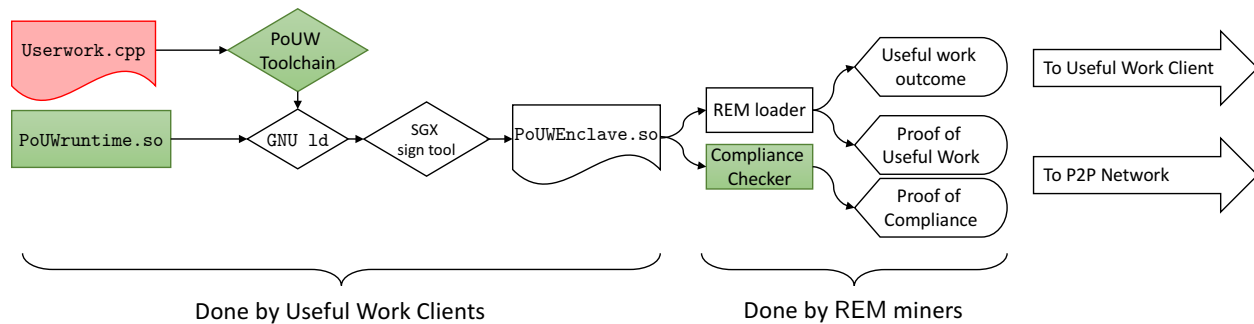 Userwork.cpp
PoUW
Toolchain
PoUWruntime.so
GNU ld
SGX
sign tool
PoUWEnclave.so
REM loader
Compliance
Checker
Useful work
outcome
Proof of
Useful Work
Proof of
Compliance
To Useful Work Client
To P2P Network
Done by Useful Work Clients
Done by REM miners